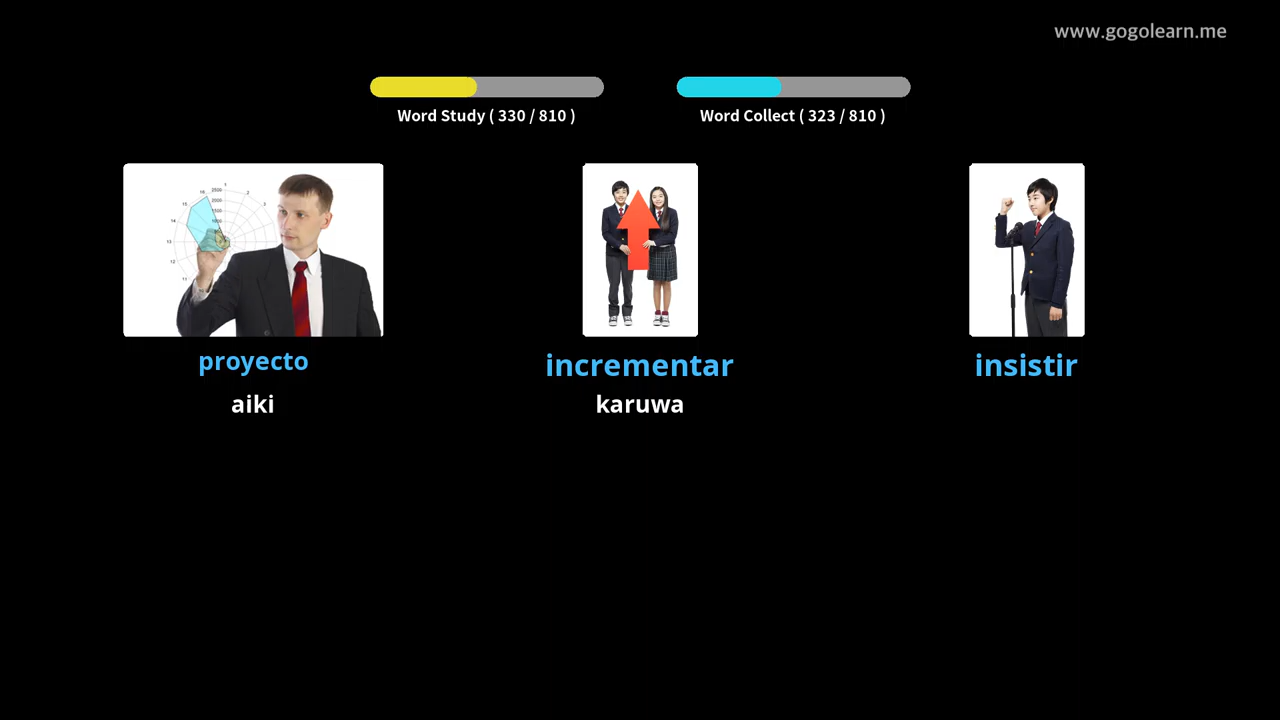 www.gogolearn.me
Word Study ( 330 / 810 )
Word Collect ( 323 / 810 )
proyecto
aiki
incrementar
karuwa
insistir